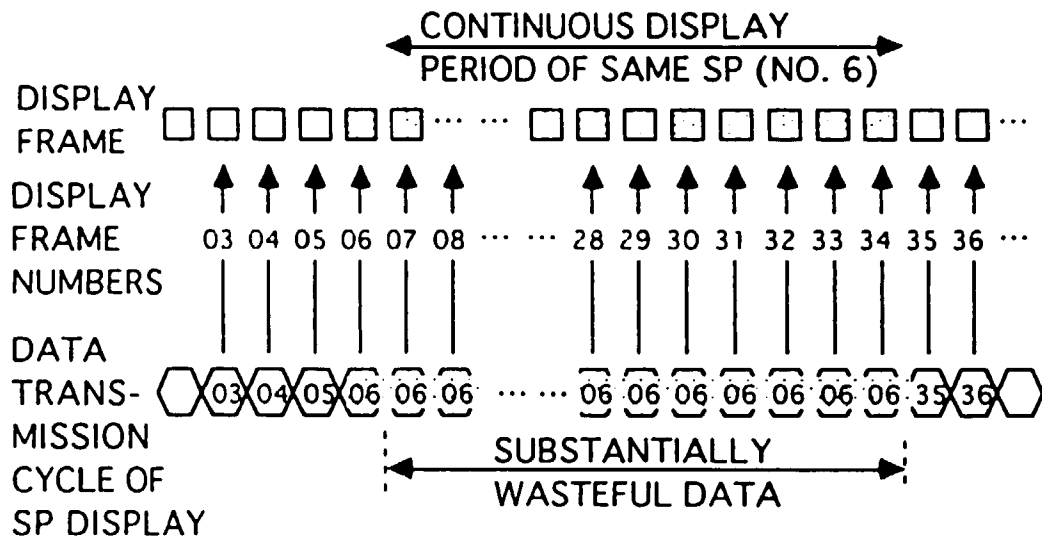 CONTINUOUS DISPLAY
PERIOD OF SAME SP (NO. 6)
DISPLAY
FRAME
... ...
...
DISPLAY
FRAME
NUMBERS
03 04 05 06 07 08 ... ... 28 29 30 31 32 33 34 35 36 ...
DATA
TRANS-
MISSION
CYCLE OF
SP DISPLAY
03 04 05 06 06 06 ... ... 06 06 06 06 06 06 06 35 36
SUBSTANTIALLY
WASTEFUL DATA